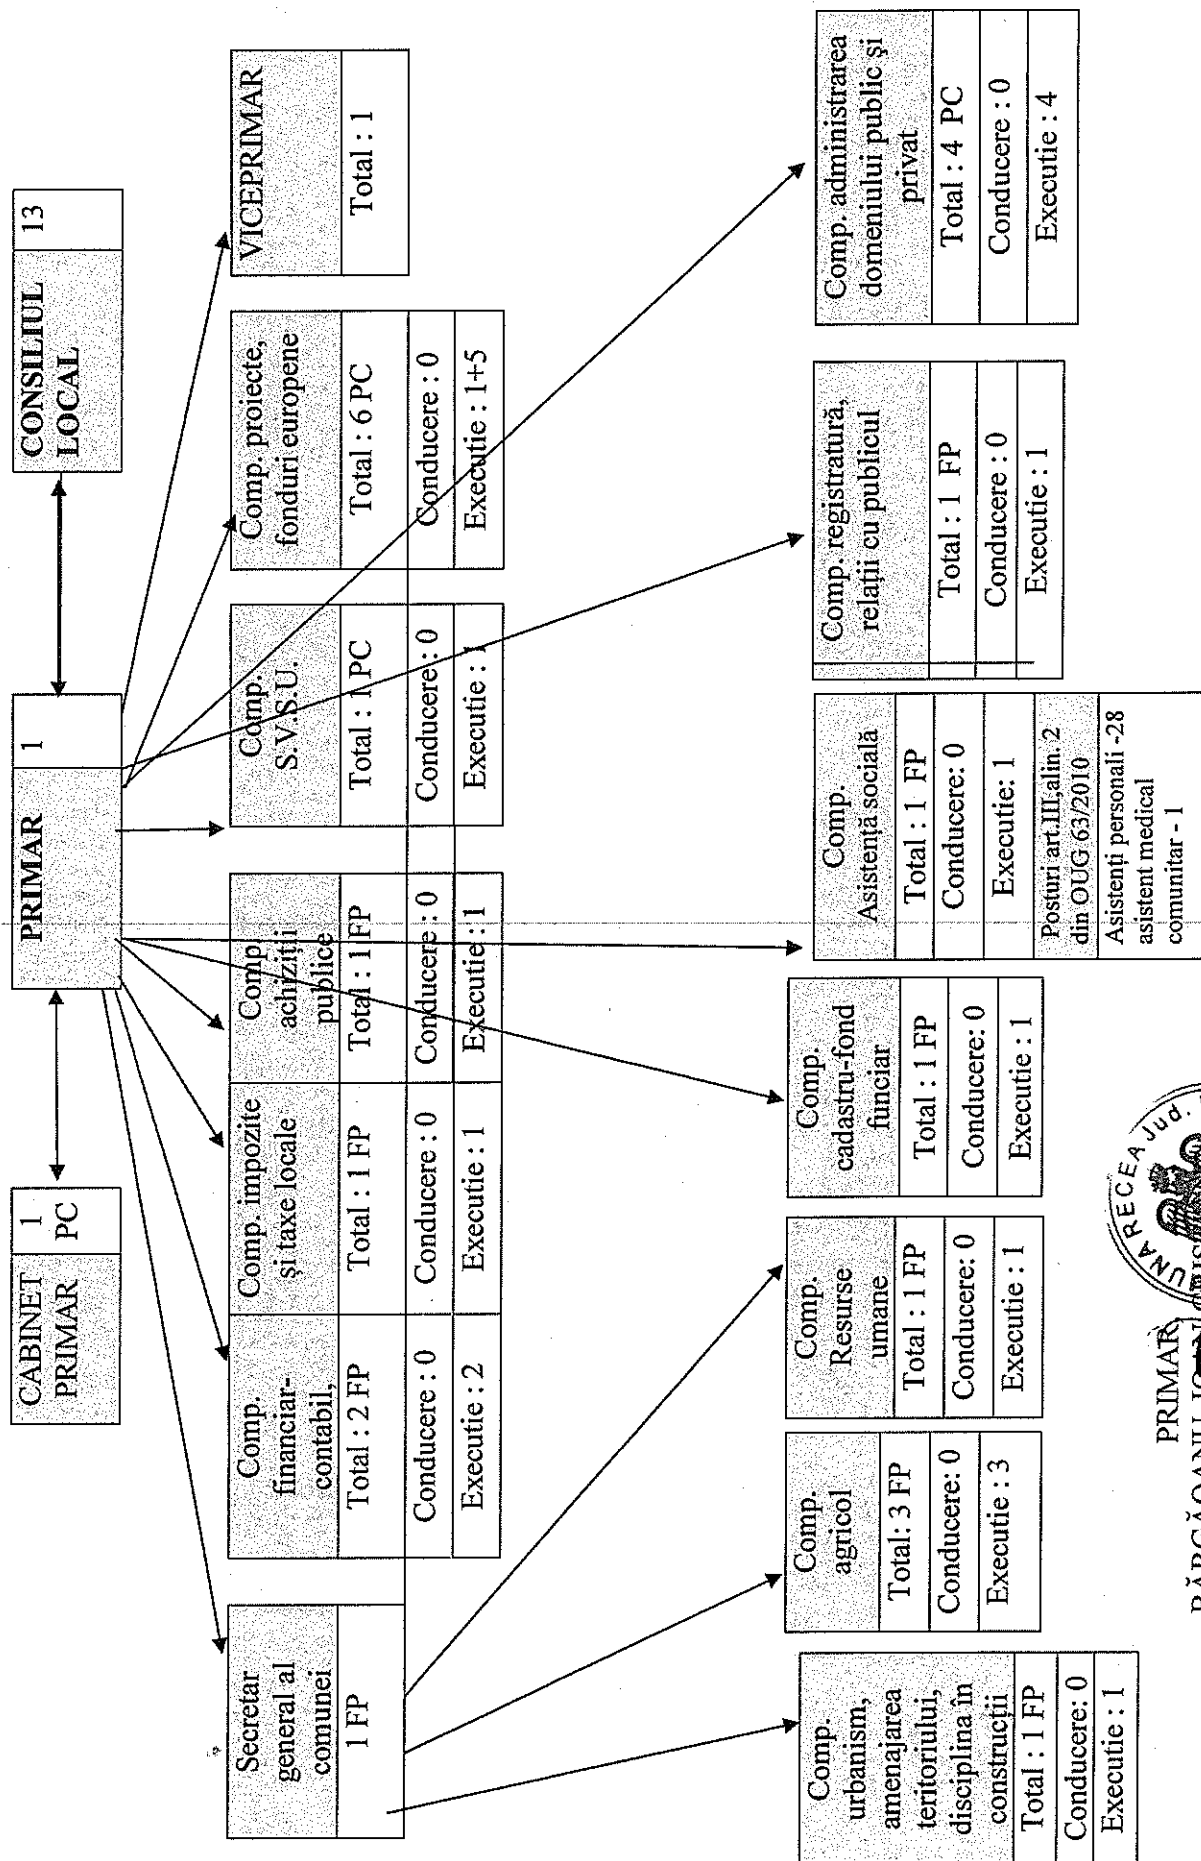 CABINET
PRIMAR
1
PC
PRIMAR
1
CONSILIUL
LOCAL
13
Secretar
general al
comunei
1 FP
Comp.
financiar-
contabil,
Total : 2 FP
Conducere : 0
Executie : 2
Comp. impozite
și taxe locale
Total : 1 FP
Conducere : 0
Executie : 1
Comp
achiziții
publice
Total : 1 FP
Conducere : 0
Executie : 1
Comp.
S.V.S.U.
Total : 1 PC
Conducere : 0
Executie : 1
Comp. proiecte,
fonduri europene
Total : 6 PC
Conducere : 0
Executie : 1+5
VICEPRIMAR
Total : 1
Comp.
urbanism,
amenajarea
teritoriului,
disciplina în
construcții
Total : 1 FP
Conducere: 0
Executie : 1
Comp.
agricol
Total: 3 FP
Conducere: 0
Executie : 3
Comp.
Resurse
umane
Total : 1 FP
Conducere: 0
Executie : 1
Comp.
cadastru-fond
funciar
Total : 1 FP
Conducere: 0
Executie : 1
Comp.
Asistență socială
Total : 1 FP
Conducere: 0
Executie: 1
Posturi art.III,alin. 2
din OUG 63/2010
Asistenți personali -28
asistent medical
comunitar - 1
Comp. registratură,
relații cu publicul
Total : 1 FP
Conducere : 0
Executie : 1
Comp. administrarea
domeniului public și
privat
Total : 4 PC
Conducere : 0
Executie : 4
PRIMAR,
UNA RECEA Jud.